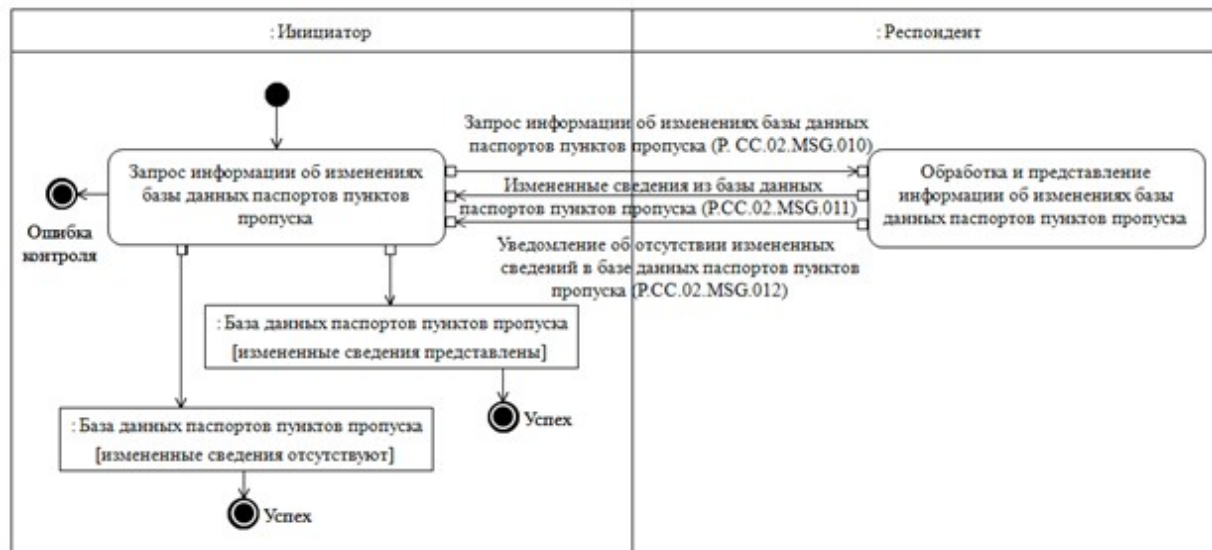 : Инициатор
: Респондент
Запрос информации об изменениях базы данных
паспортов пунктов пропуска (P. CC.02.MSG.010)
Запрос информации об изменениях
базы данных паспортов пунктов
пропуска
Измененные сведения из базы данных
паспортов пунктов пропуска (P.CC.02.MSG.011)
Обработка и представление
информации об изменениях базы
данных паспортов пунктов пропуска
Ошибка
контроля
Уведомление об отсутствии измененных
сведений в базе данных паспортов пунктов
пропуска (P.CC.02.MSG.012)
: База данных паспортов пунктов пропуска
[измененные сведения представлены]
Успех
: База данных паспортов пунктов пропуска
[измененные сведения отсутствуют]
Успех